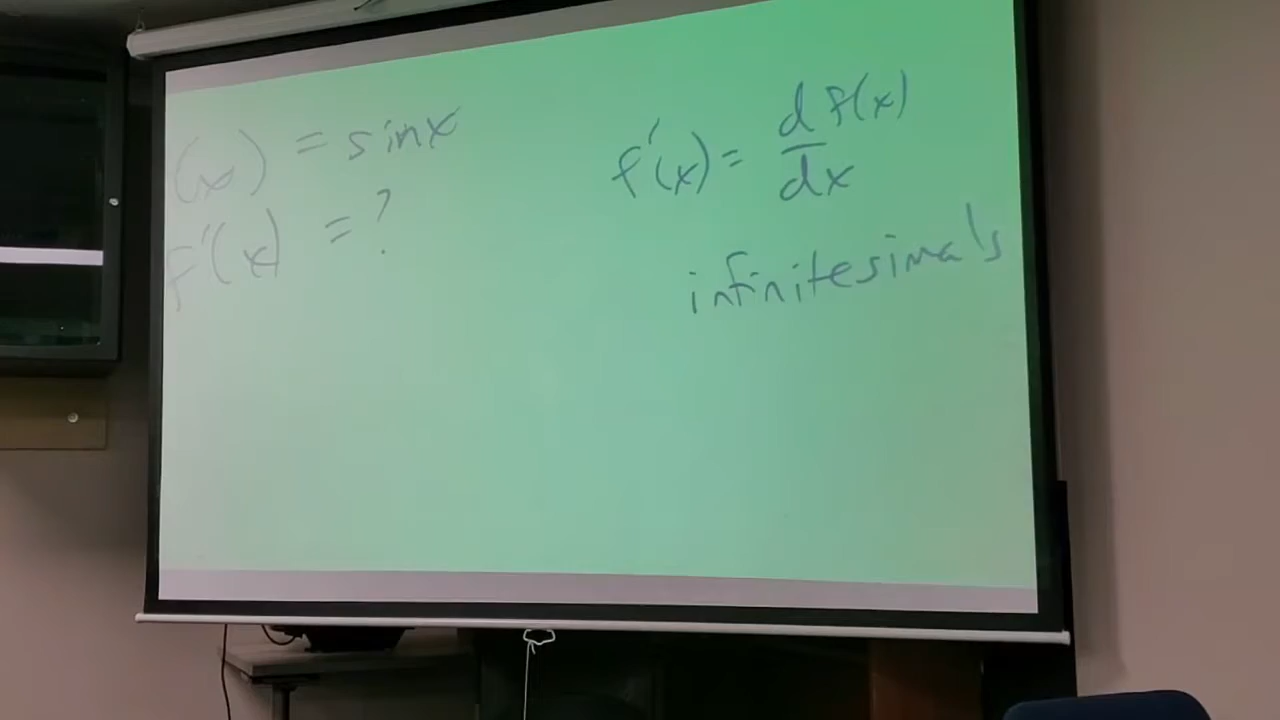 (x) = sinx
f'(x) = ?
f'(x) = d f(x)
dx
infinitesimals